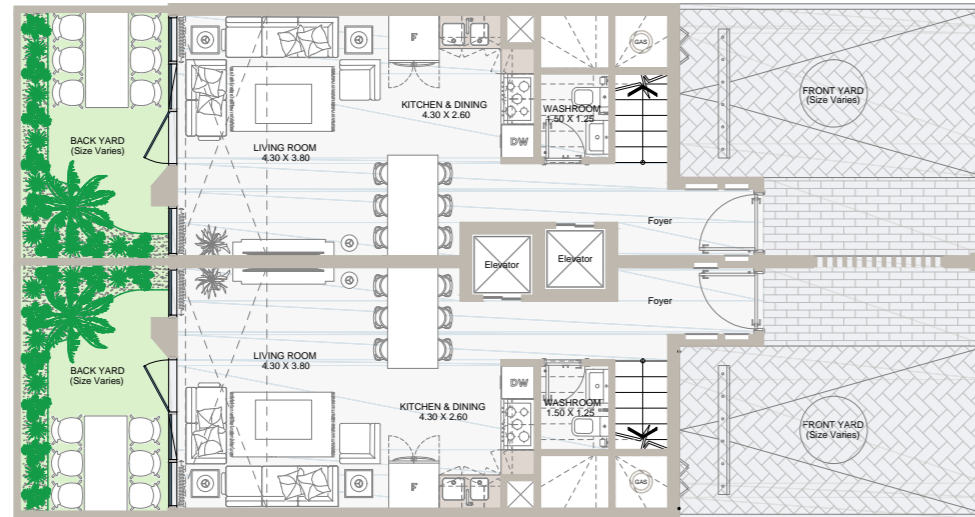 F
GAS
FRONT YARD
(Size Varies)
KITCHEN & DINING
4.30 X 2.60
WASHROOM
1.50 X 1.25
DW
BACK YARD
(Size Varies)
LIVING ROOM
4.30 X 3.80
Foyer
Elevator
Elevator
Foyer
LIVING ROOM
4.30 X 3.80
BACK YARD
(Size Varies)
DW
KITCHEN & DINING
4.30 X 2.60
WASHROOM
1.50 X 1.25
FRONT YARD
(Size Varies)
F
GAS